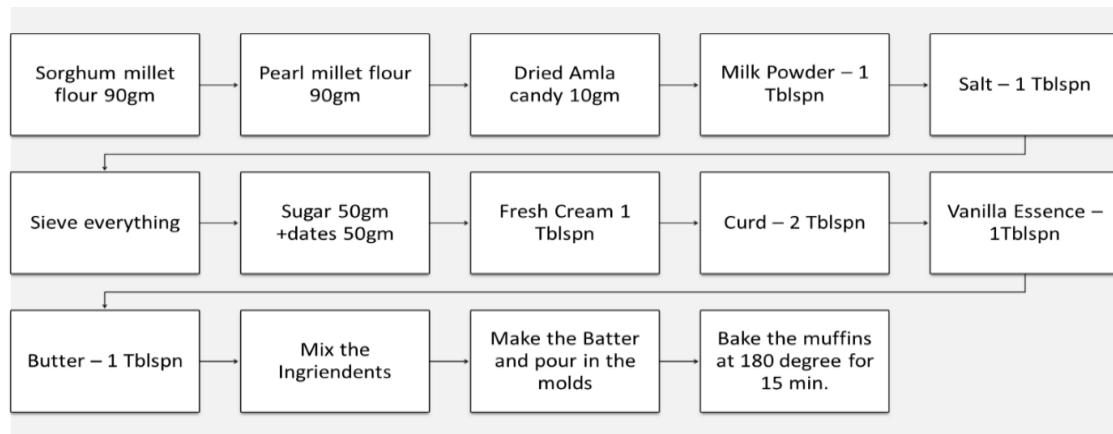 Sorghum millet
flour 90gm
Pearl millet flour
90gm
Dried Amla
candy 10gm
Milk Powder – 1
Tblspn
Salt – 1 Tblspn
Sieve everything
Sugar 50gm
+dates 50gm
Fresh Cream 1
Tblspn
Curd – 2 Tblspn
Vanilla Essence –
1Tblspn
Butter – 1 Tblspn
Mix the
Ingriendents
Make the Batter
and pour in the
molds
Bake the muffins
at 180 degree for
15 min.